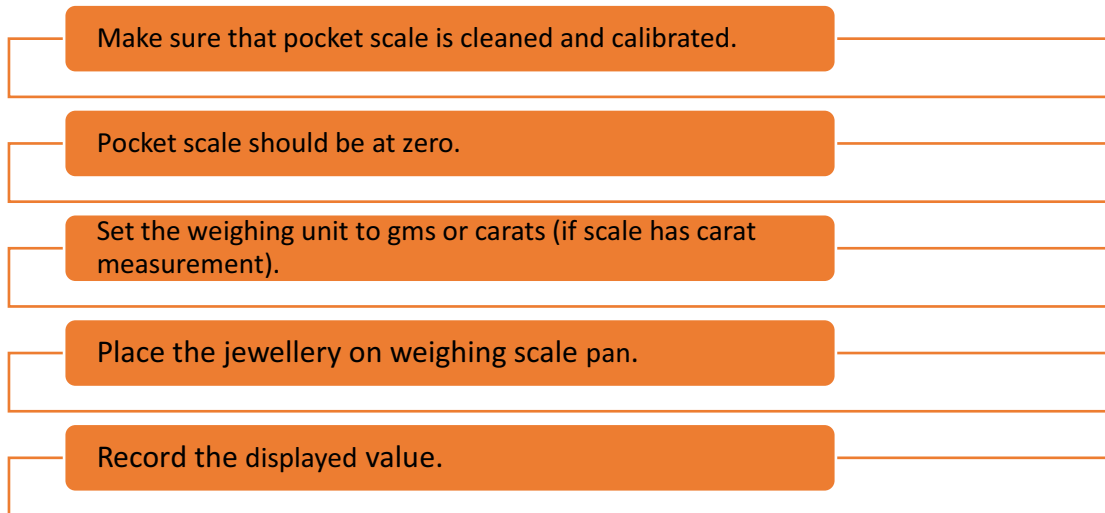 Make sure that pocket scale is cleaned and calibrated.
Pocket scale should be at zero.
Set the weighing unit to gms or carats (if scale has carat
measurement).
Place the jewellery on weighing scale pan.
Record the displayed value.